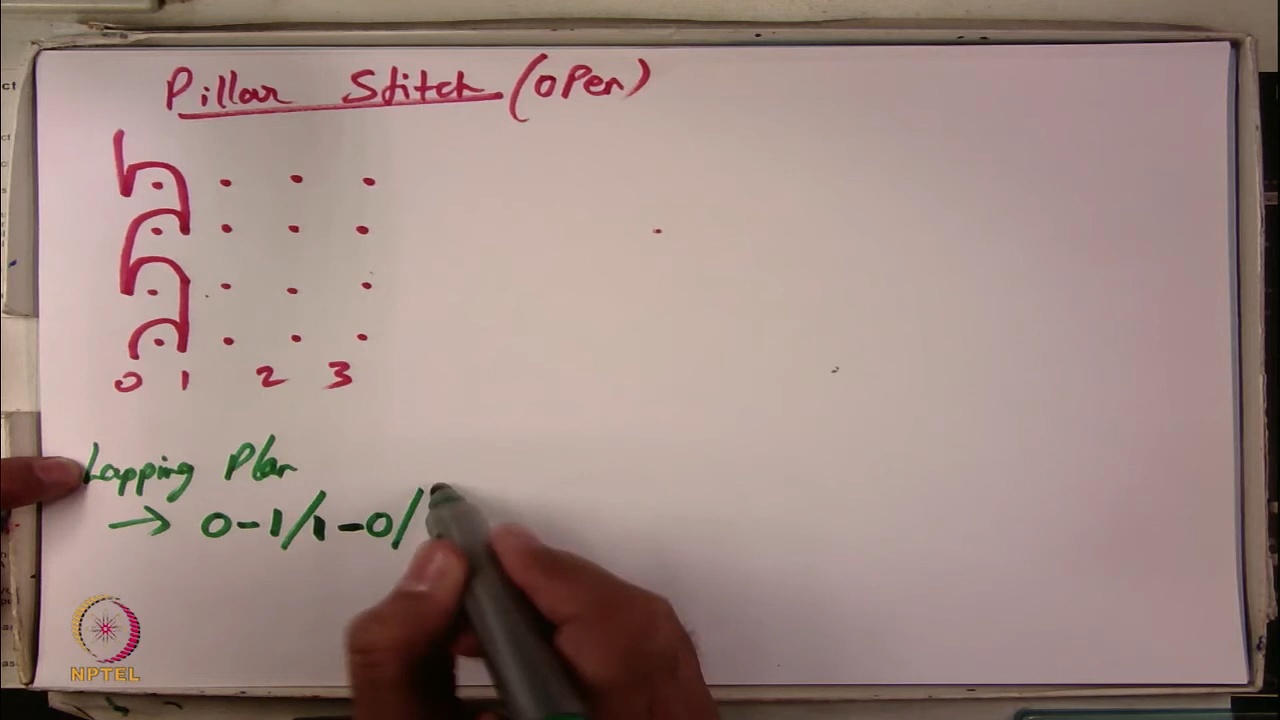 Pillar Stitch (open)
0 1 2 3
Lapping Plan
→ 0-1/1-0/
NPTEL